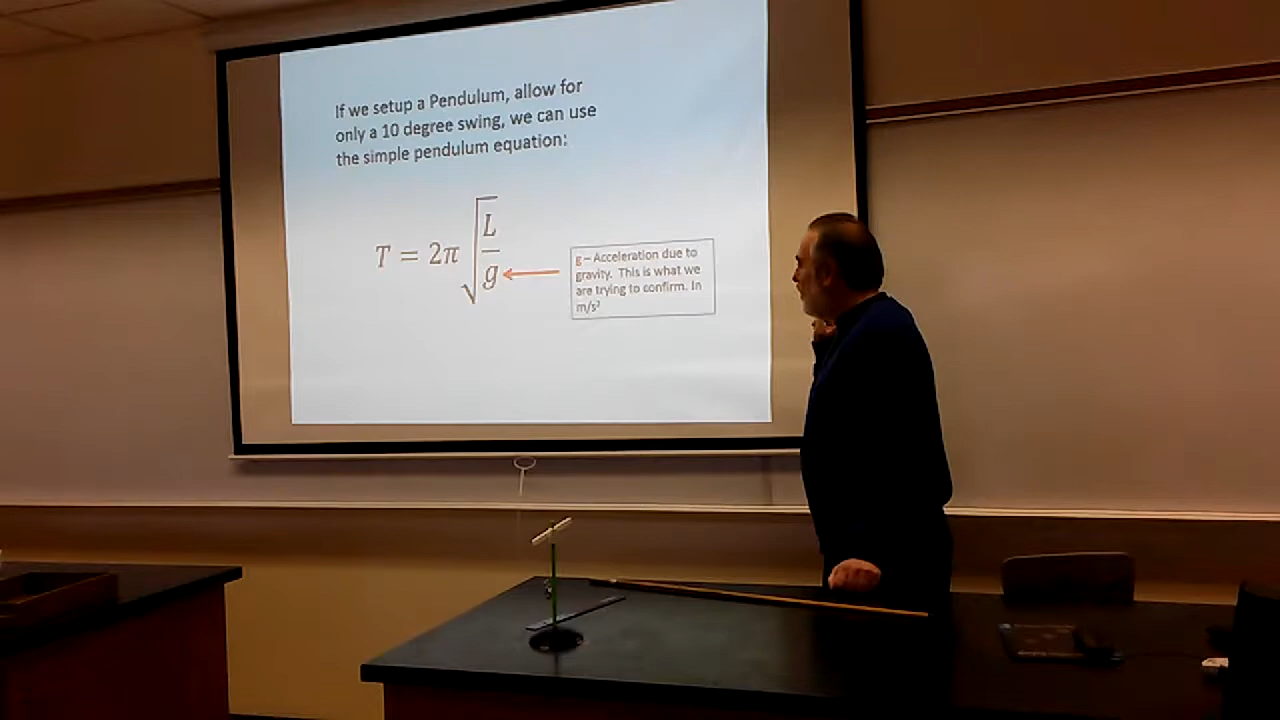 If we setup a Pendulum, allow for
only a 10 degree swing, we can use
the simple pendulum equation:
T = 2π √(L/g)
g – Acceleration due to
gravity. This is what we
are trying to confirm. In
m/s²